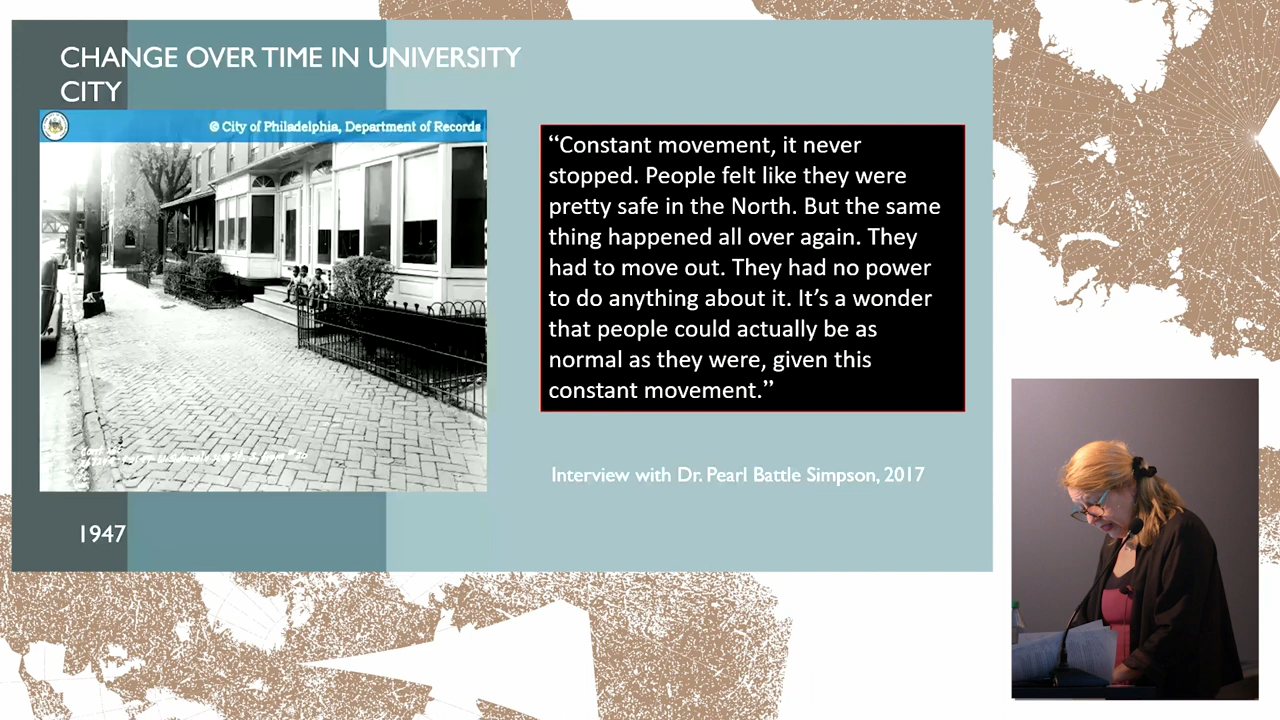 CHANGE OVER TIME IN UNIVERSITY
CITY
© City of Philadelphia, Department of Records
“Constant movement, it never
stopped. People felt like they were
pretty safe in the North. But the same
thing happened all over again. They
had to move out. They had no power
to do anything about it. It’s a wonder
that people could actually be as
normal as they were, given this
constant movement.”
Interview with Dr. Pearl Battle Simpson, 2017
1947